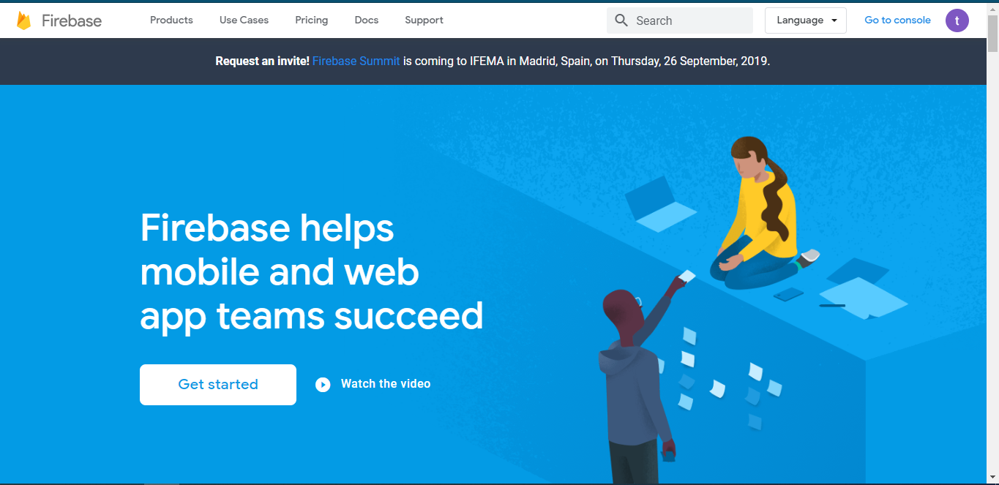 Firebase
Products
Use Cases
Pricing
Docs
Support
Search
Language
Go to console
t
Request an invite! Firebase Summit is coming to IFEMA in Madrid, Spain, on Thursday, 26 September, 2019.
Firebase helps
mobile and web
app teams succeed
Get started
Watch the video